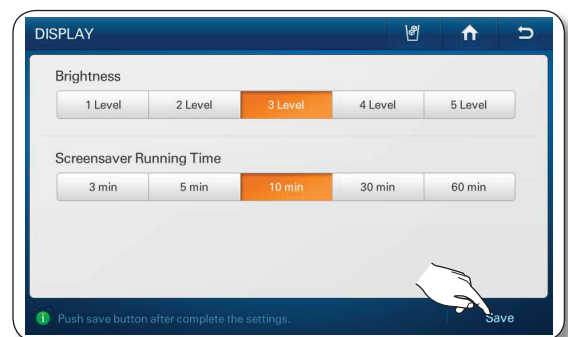 DISPLAY
Brightness
1 Level 2 Level 3 Level 4 Level 5 Level
Screensaver Running Time
3 min 5 min 10 min 30 min 60 min
Push save button after complete the settings. Save